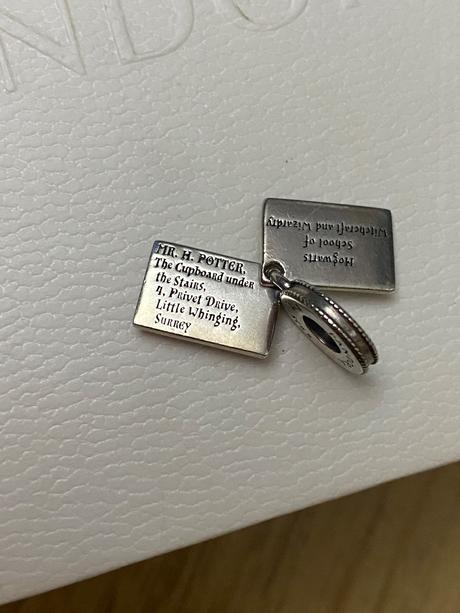 NDO
MR. H. POTTER,
The Cupboard under
the Stairs,
4, Privet Drive,
Little Whinging,
Surrey
Hogwarts
School of
Witchcraft and Wizardry